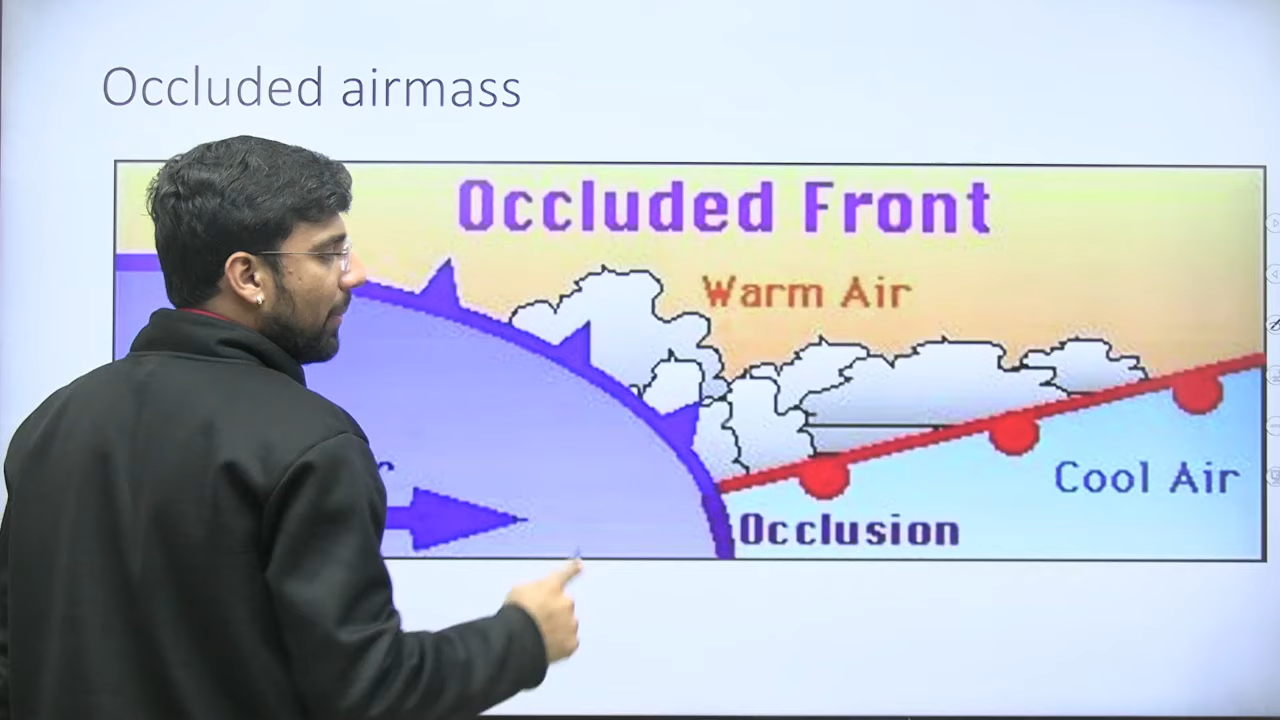 Occluded airmass
Occluded Front
Warm Air
Cool Air
Occlusion